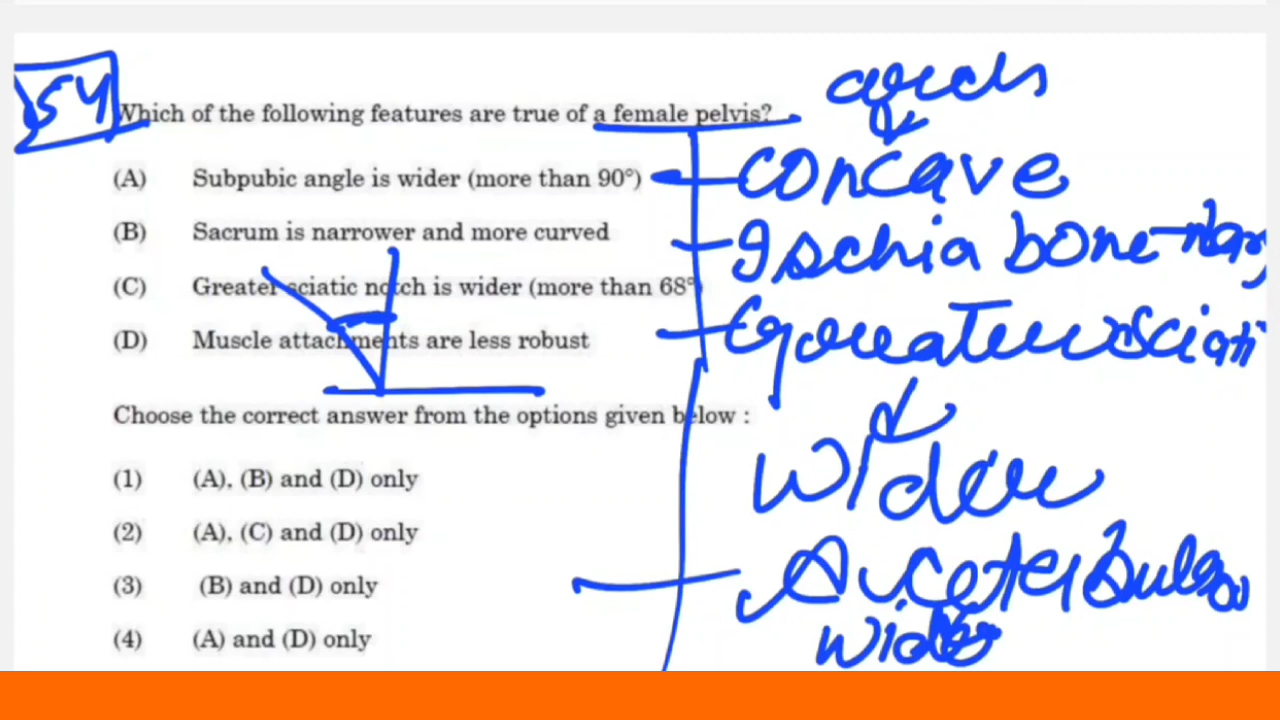 54
Which of the following features are true of a female pelvis?
(A) Subpubic angle is wider (more than 90°)
(B) Sacrum is narrower and more curved
(C) Greater sciatic notch is wider (more than 68°)
(D) Muscle attachments are less robust
Choose the correct answer from the options given below :
(1) (A), (B) and (D) only
(2) (A), (C) and (D) only
(3) (B) and (D) only
(4) (A) and (D) only
concave
Ischia bone
wider